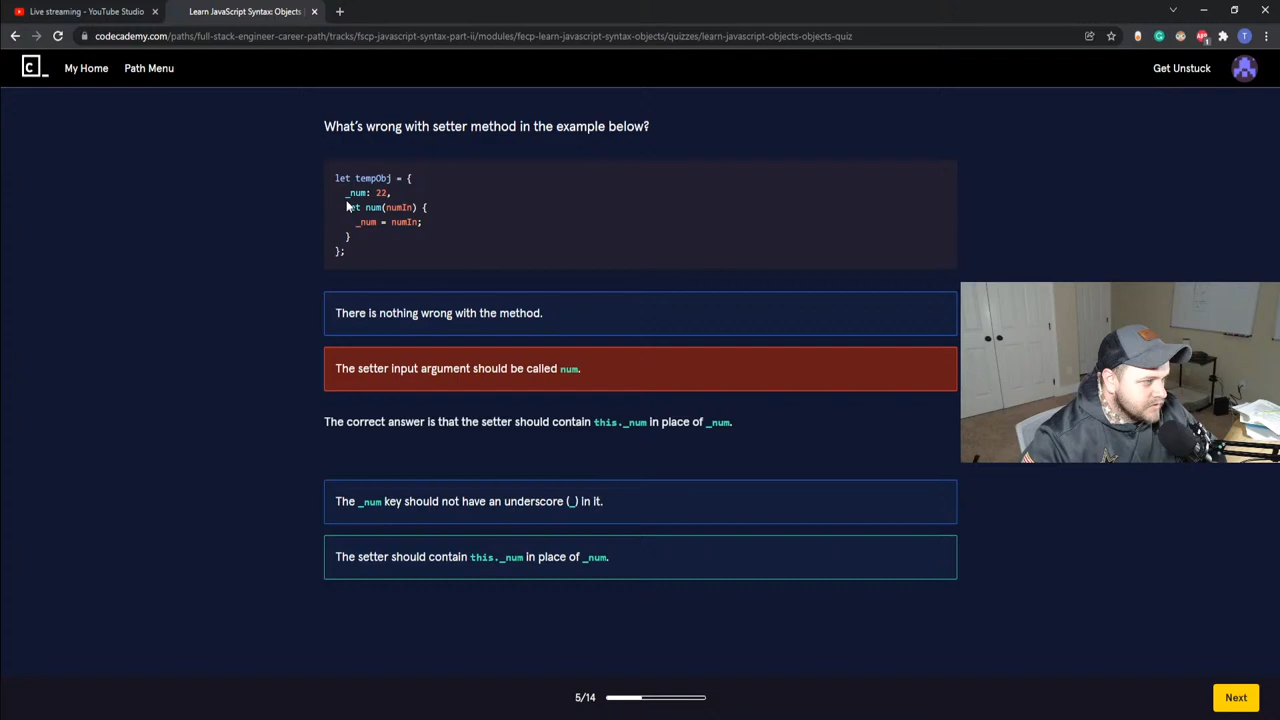 Live streaming - YouTube Studio
Learn JavaScript Syntax: Objects |
codecademy.com/paths/full-stack-engineer-career-path/tracks/fscp-javascript-syntax-part-ii/modules/fecp-learn-javascript-syntax-objects/quizzes/learn-javascript-objects-objects-quiz
ABP 1
T
C_
My Home
Path Menu
Get Unstuck
What's wrong with setter method in the example below?
let tempObj = {
_num: 22,
num(numIn) {
_num = numIn;
}
};
There is nothing wrong with the method.
The setter input argument should be called num.
The correct answer is that the setter should contain this._num in place of _num.
The _num key should not have an underscore (_) in it.
The setter should contain this._num in place of _num.
5/14
Next